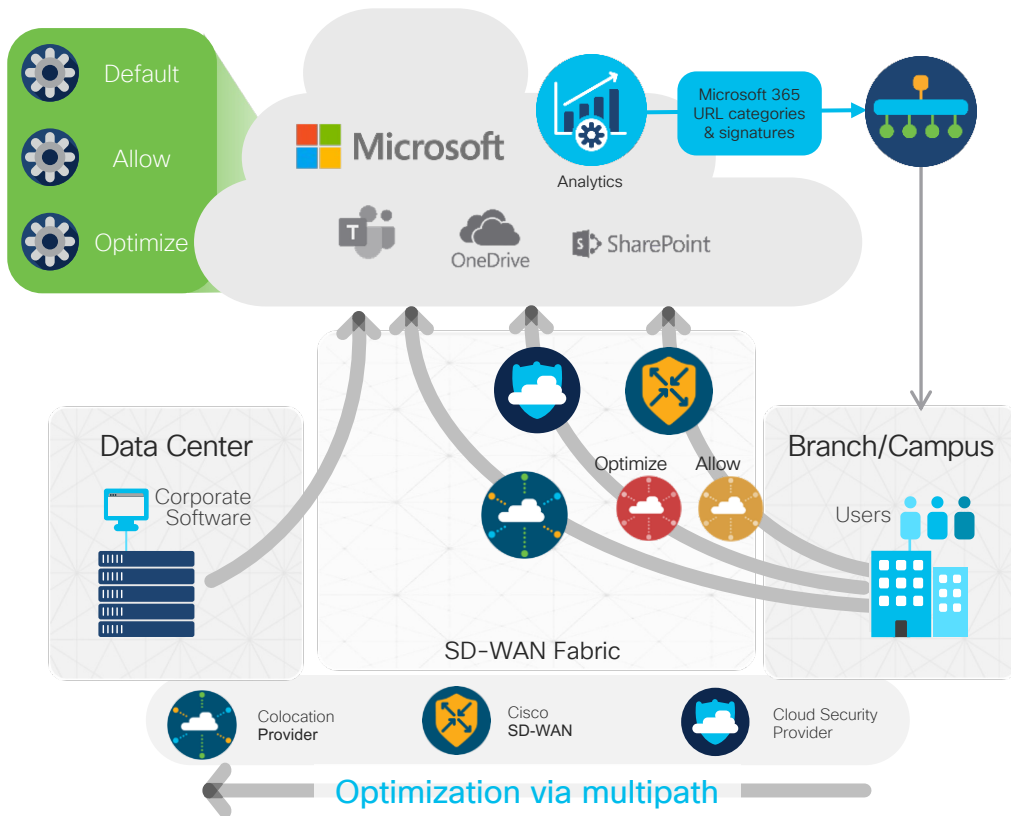 Default
Allow
Optimize
Microsoft
Analytics
Microsoft 365
URL categories
& signatures
T
OneDrive
S
SharePoint
Data Center
Corporate
Software
Optimize
Allow
Branch/Campus
Users
SD-WAN Fabric
Colocation
Provider
Cisco
SD-WAN
Cloud Security
Provider
Optimization via multipath